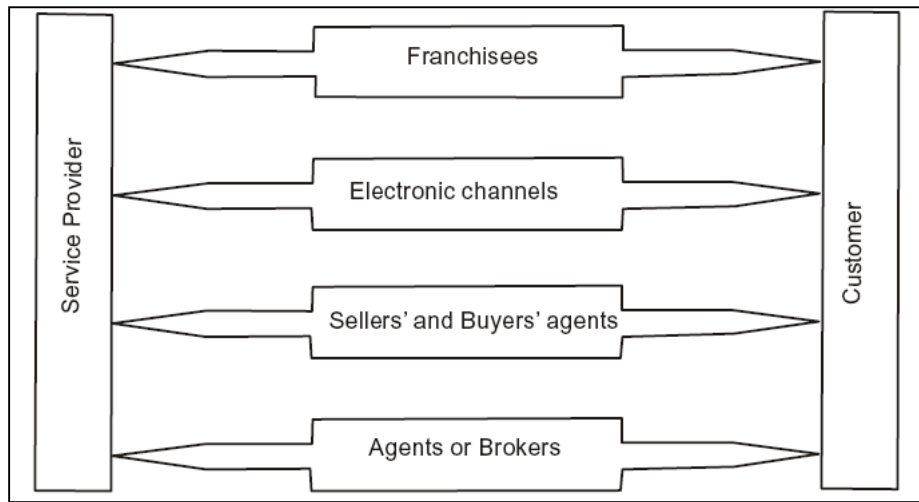 Service Provider
Franchisees
Electronic channels
Sellers’ and Buyers’ agents
Agents or Brokers
Customer